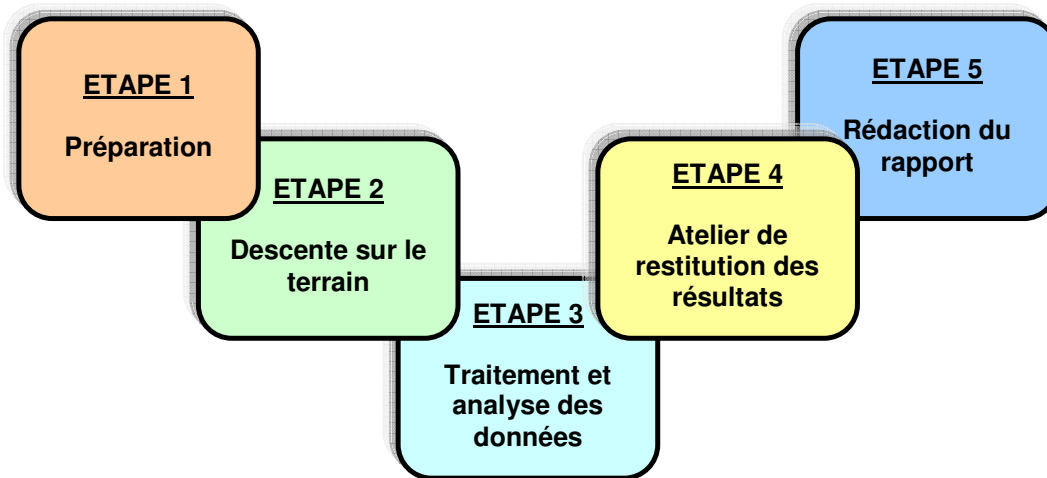 ETAPE 1
Préparation
ETAPE 2
Descente sur le
terrain
ETAPE 3
Traitement et
analyse des
données
ETAPE 4
Atelier de
restitution des
résultats
ETAPE 5
Rédaction du
rapport